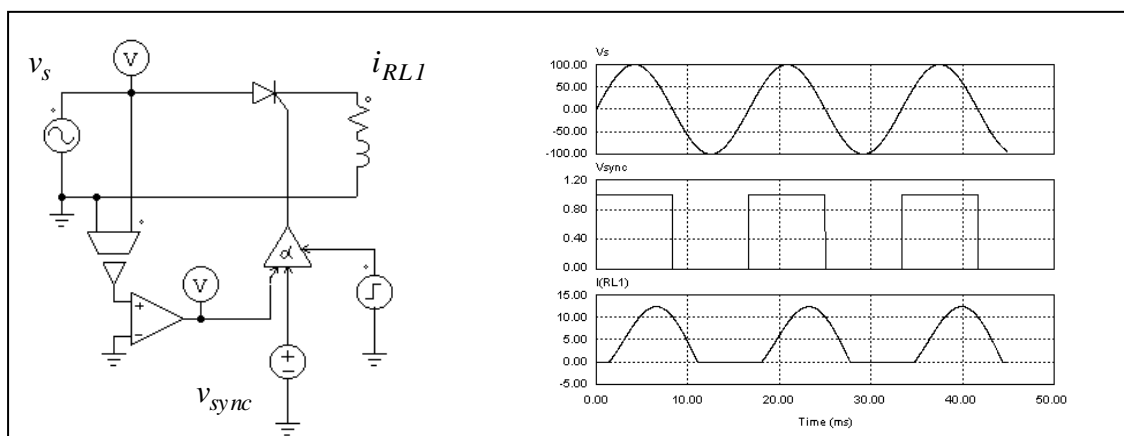 V
v_s
i_RL1
α
V
+
−
+
−
v_sync
Vs
100.00
50.00
0.00
-50.00
-100.00
Vsync
1.20
0.80
0.40
0.00
I(RL1)
15.00
10.00
5.00
0.00
-5.00
0.00 10.00 20.00 30.00 40.00 50.00
Time (ms)